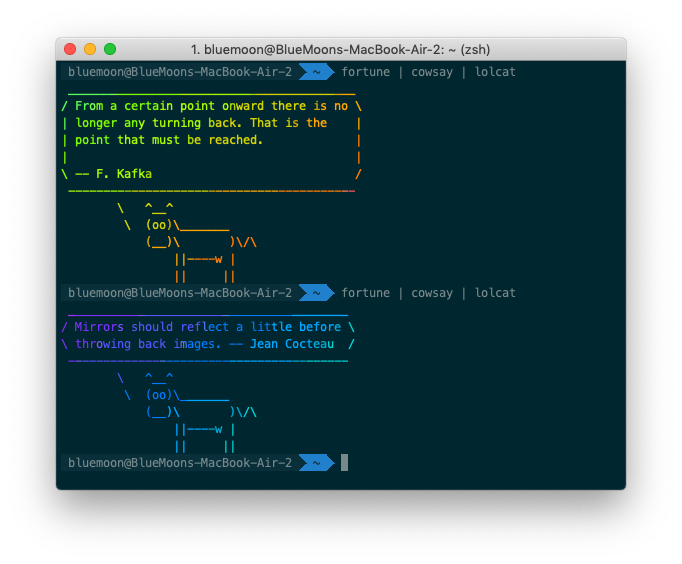 1. bluemoon@BlueMoons-MacBook-Air-2: ~ (zsh)
bluemoon@BlueMoons-MacBook-Air-2 ~ fortune | cowsay | lolcat
 _________________________________________
/ From a certain point onward there is no \
| longer any turning back. That is the    |
| point that must be reached.             |
|                                         |
\ -- F. Kafka                             /
 -----------------------------------------
        \   ^__^
         \  (oo)\_______
            (__)\       )\/\
                ||----w |
                ||     ||
bluemoon@BlueMoons-MacBook-Air-2 ~ fortune | cowsay | lolcat
 ________________________________________
/ Mirrors should reflect a little before \
\ throwing back images. -- Jean Cocteau  /
 ----------------------------------------
        \   ^__^
         \  (oo)\_______
            (__)\       )\/\
                ||----w |
                ||     ||
bluemoon@BlueMoons-MacBook-Air-2 ~